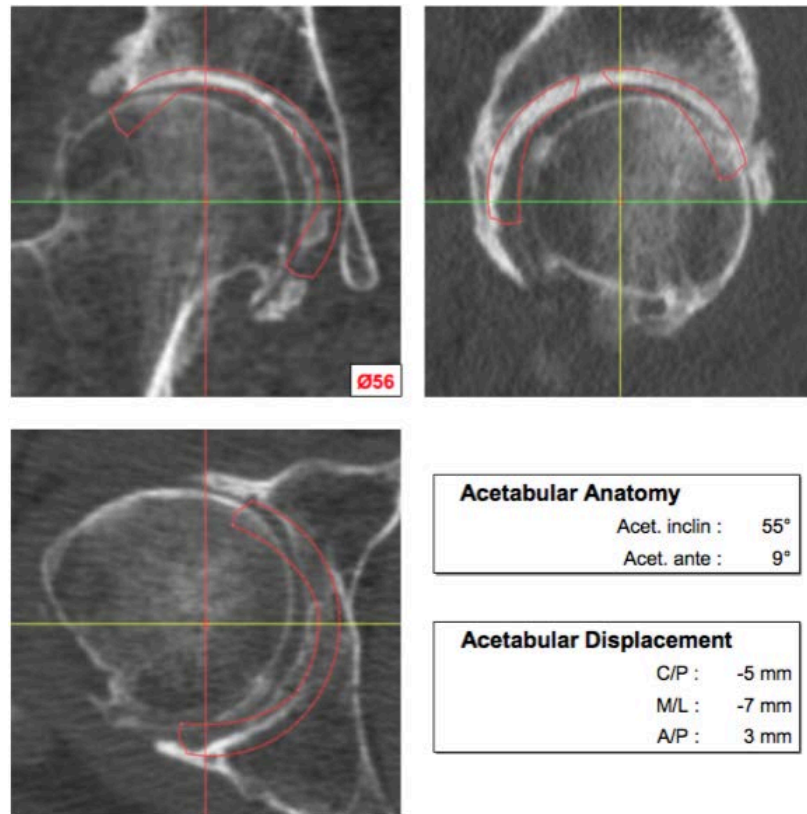 Ø56
Acetabular Anatomy
Acet. inclin : 55°
Acet. ante : 9°
Acetabular Displacement
C/P : -5 mm
M/L : -7 mm
A/P : 3 mm